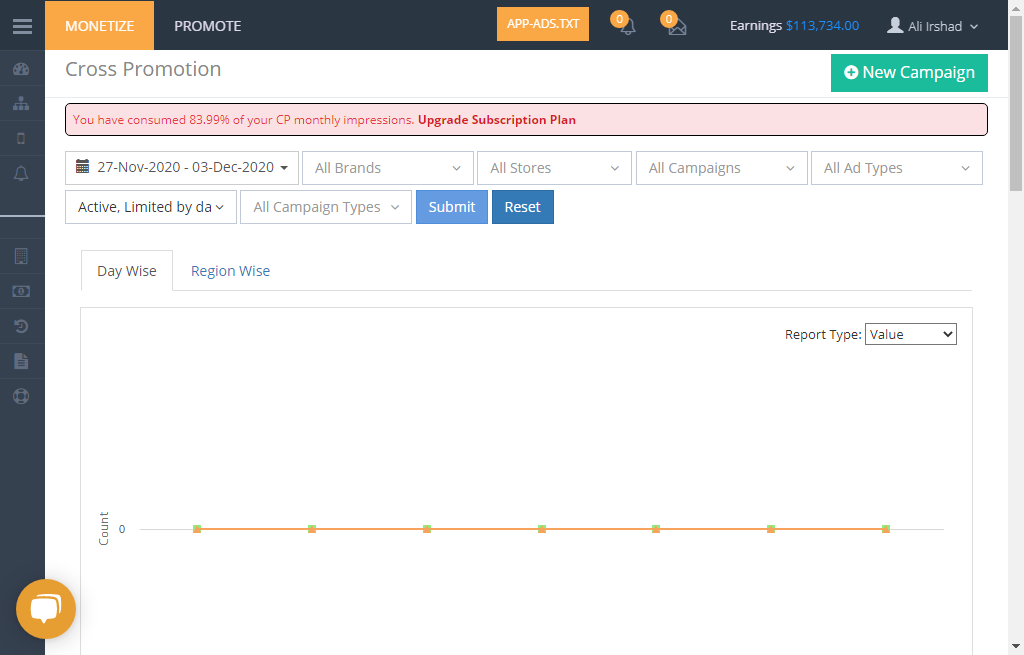 MONETIZE PROMOTE APP-ADS.TXT 0 0 Earnings $113,734.00 Ali Irshad
Cross Promotion
New Campaign
You have consumed 83.99% of your CP monthly impressions. Upgrade Subscription Plan
27-Nov-2020 - 03-Dec-2020 All Brands All Stores All Campaigns All Ad Types
Active, Limited by da All Campaign Types Submit Reset
Day Wise Region Wise
Report Type: Value
Count
0